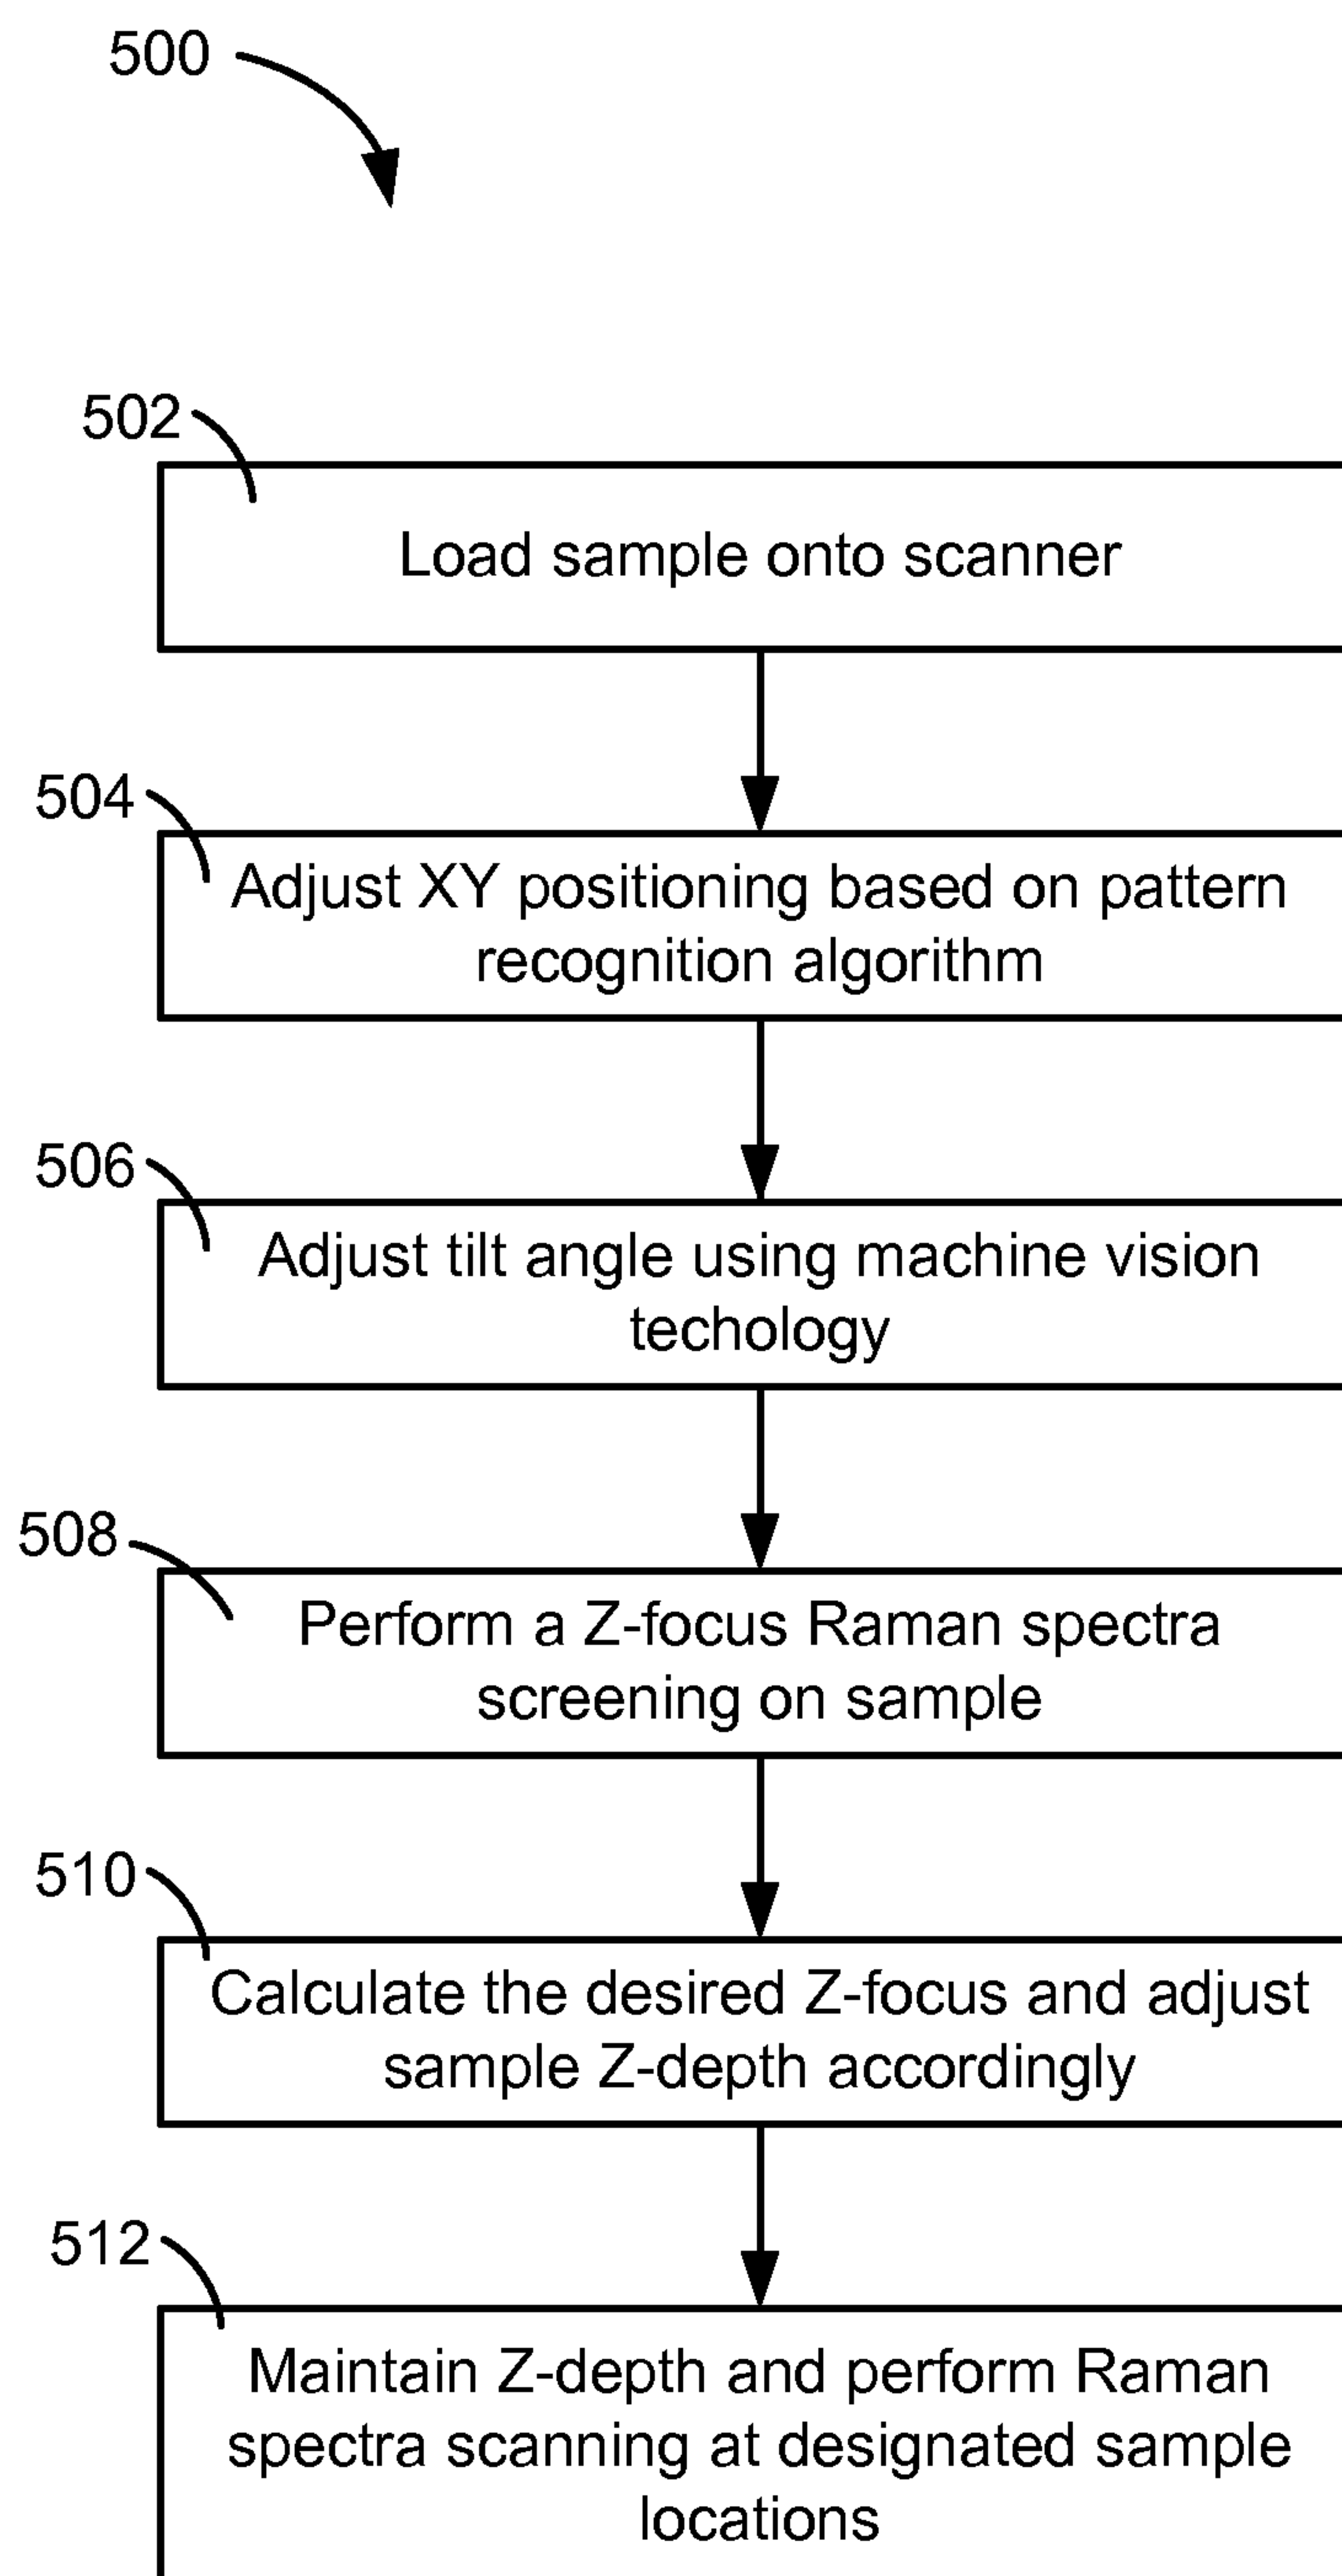 500
502
Load sample onto scanner
504
Adjust XY positioning based on pattern
recognition algorithm
506
Adjust tilt angle using machine vision
techology
508
Perform a Z-focus Raman spectra
screening on sample
510
Calculate the desired Z-focus and adjust
sample Z-depth accordingly
512
Maintain Z-depth and perform Raman
spectra scanning at designated sample
locations